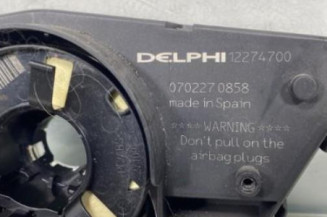 DELPHI 12274700
070227 0858
made in Spain
**** WARNING ****
Don't pull on the
airbag plugs